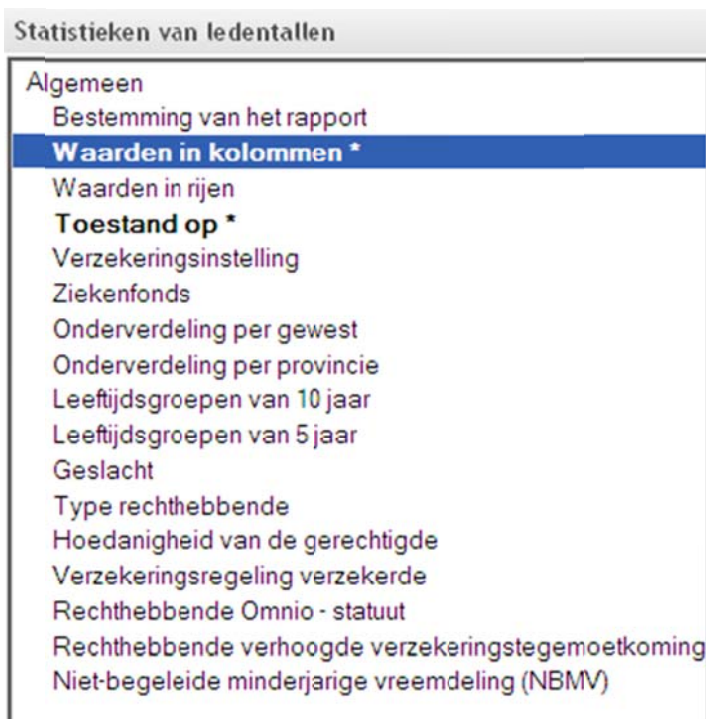 Statistieken van ledentallen
Algemeen
Bestemming van het rapport
Waarden in kolommen *
Waarden in rijen
Toestand op *
Verzekeringsinstelling
Ziekenfonds
Onderverdeling per gewest
Onderverdeling per provincie
Leeftijdsgroepen van 10 jaar
Leeftijdsgroepen van 5 jaar
Geslacht
Type rechthebbende
Hoedanigheid van de gerechtigde
Verzekeringsregeling verzekerde
Rechthebbende Omnio - statuut
Rechthebbende verhoogde verzekeringstegemoetkoming
Niet-begeleide minderjarige vreemdeling (NBMV)